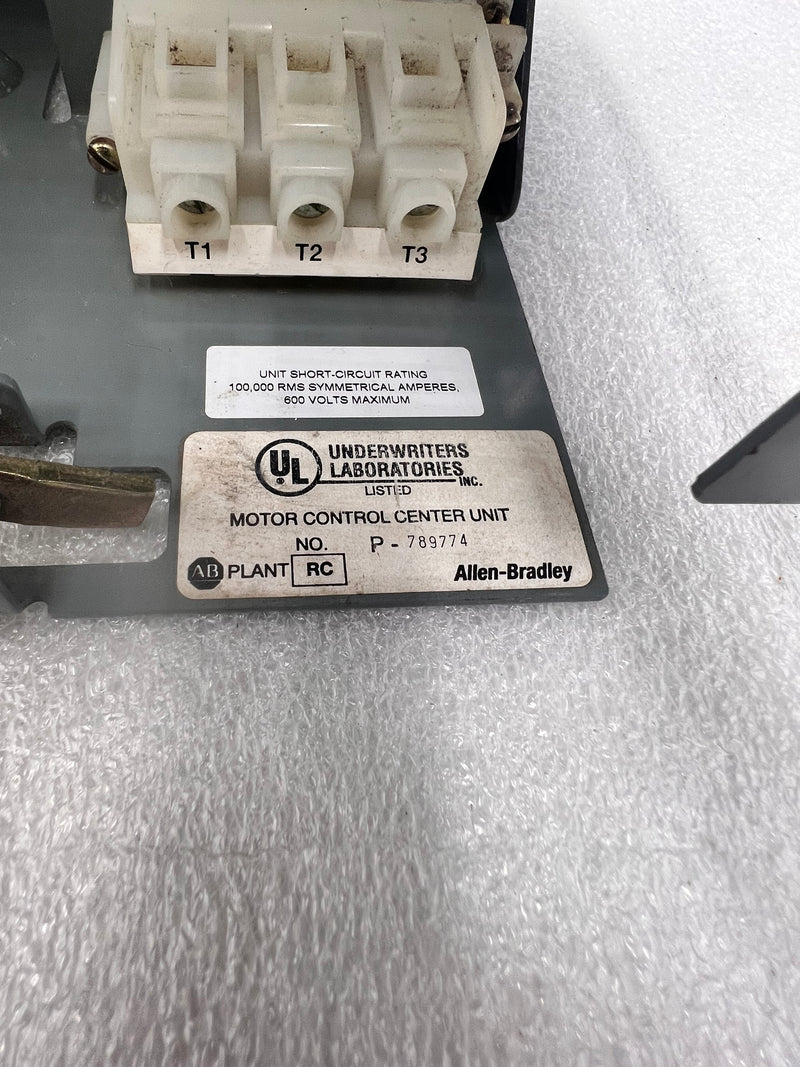 T1 T2 T3
UNIT SHORT-CIRCUIT RATING
100,000 RMS SYMMETRICAL AMPERES,
600 VOLTS MAXIMUM
UL UNDERWRITERS
LABORATORIES
INC.
LISTED
MOTOR CONTROL CENTER UNIT
NO. P - 789774
AB PLANT RC Allen-Bradley